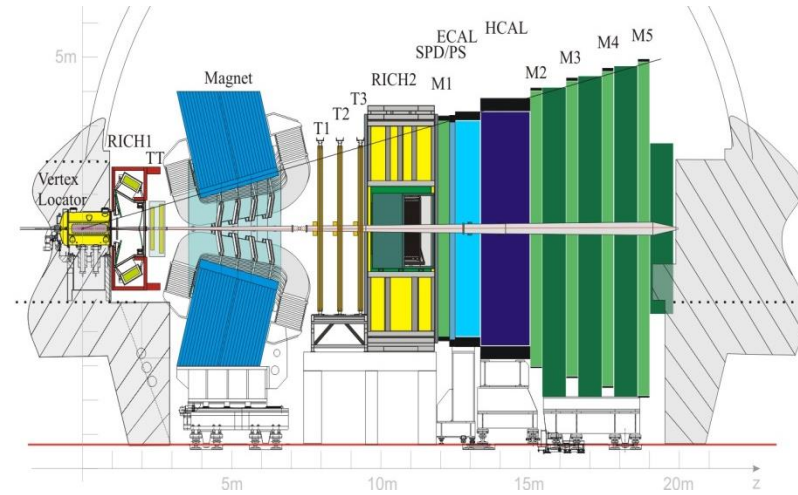 5m
ECAL
HCAL
SPD/PS
M1
M2
M3
M4
M5
Magnet
RICH2
T1
T2
T3
RICH1
TT
Vertex
Locator
5m
10m
15m
20m
z